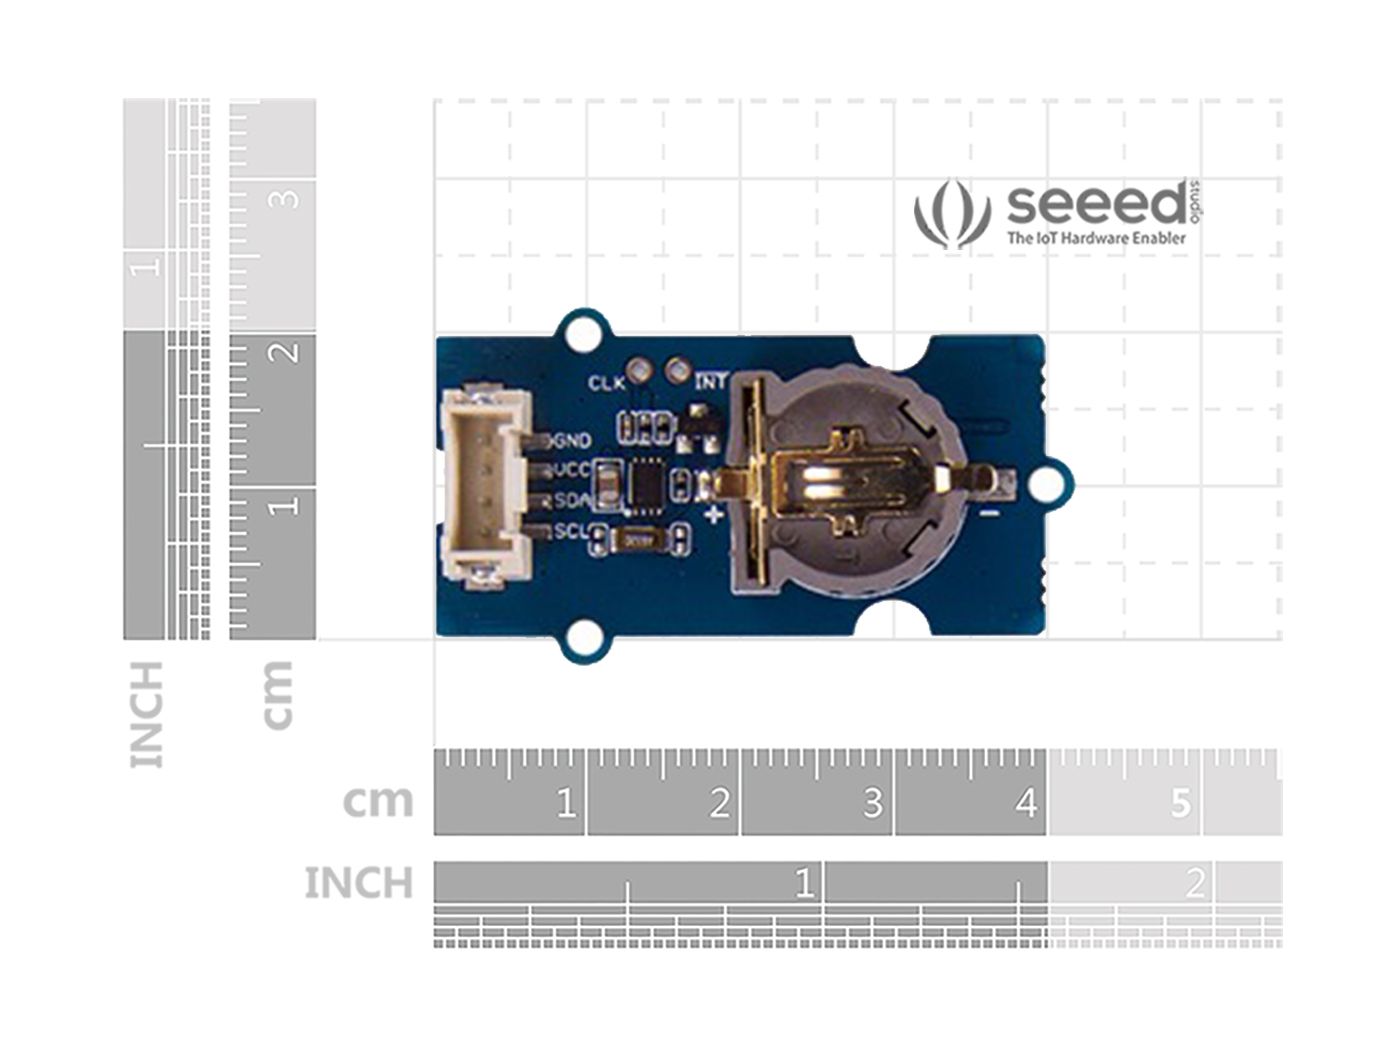 seeed
studio
The IoT Hardware Enabler
3
1
2
1
CLK
INT
GND
VCC
SDA
SCL
+
-
INCH
cm
cm
1
2
3
4
5
INCH
1
2